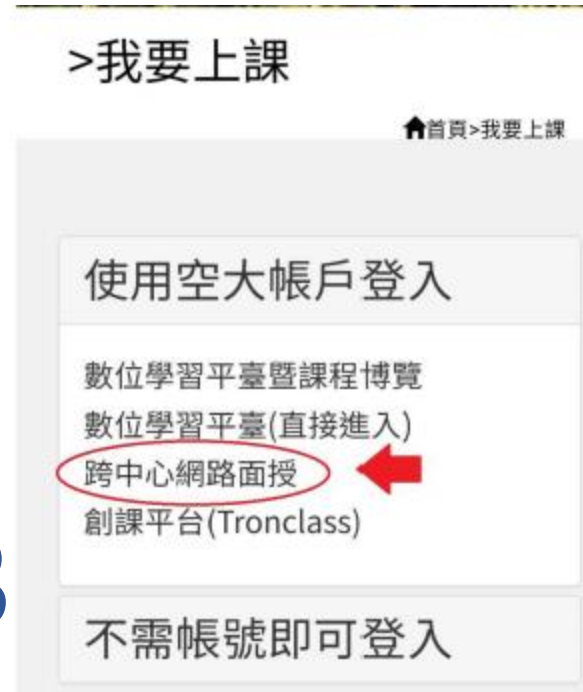 >我要上課
首頁>我要上課
使用空大帳戶登入
數位學習平臺暨課程博覽
數位學習平臺(直接進入)
跨中心網路面授
創課平台(Tronclass)
不需帳號即可登入